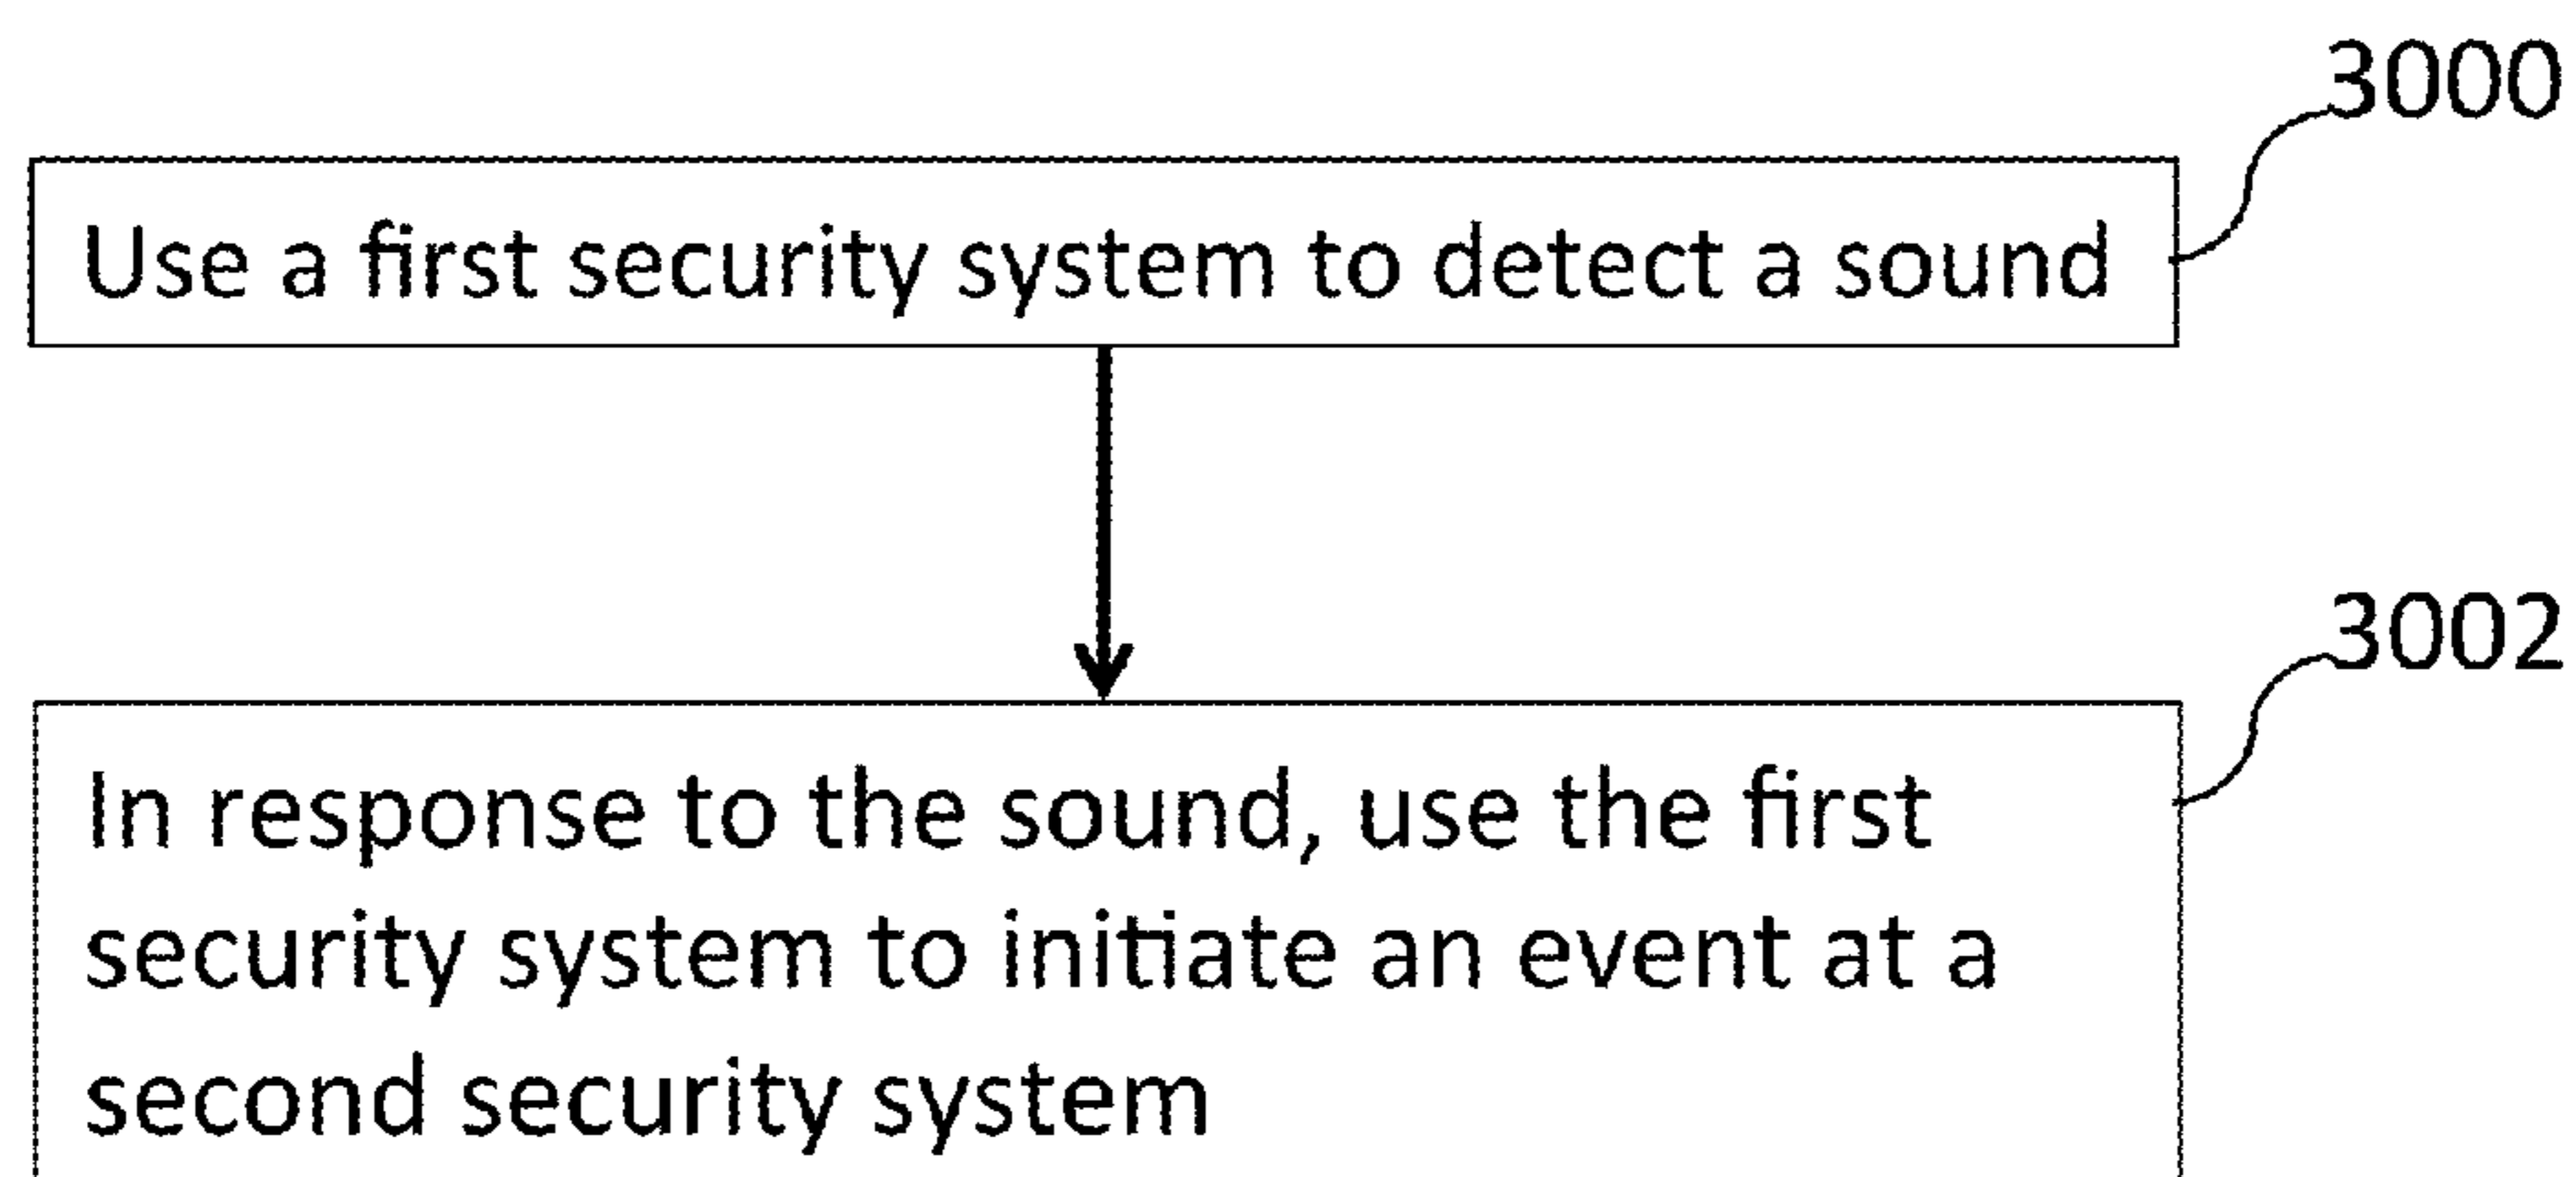 3000
Use a first security system to detect a sound
3002
In response to the sound, use the first
security system to initiate an event at a
second security system